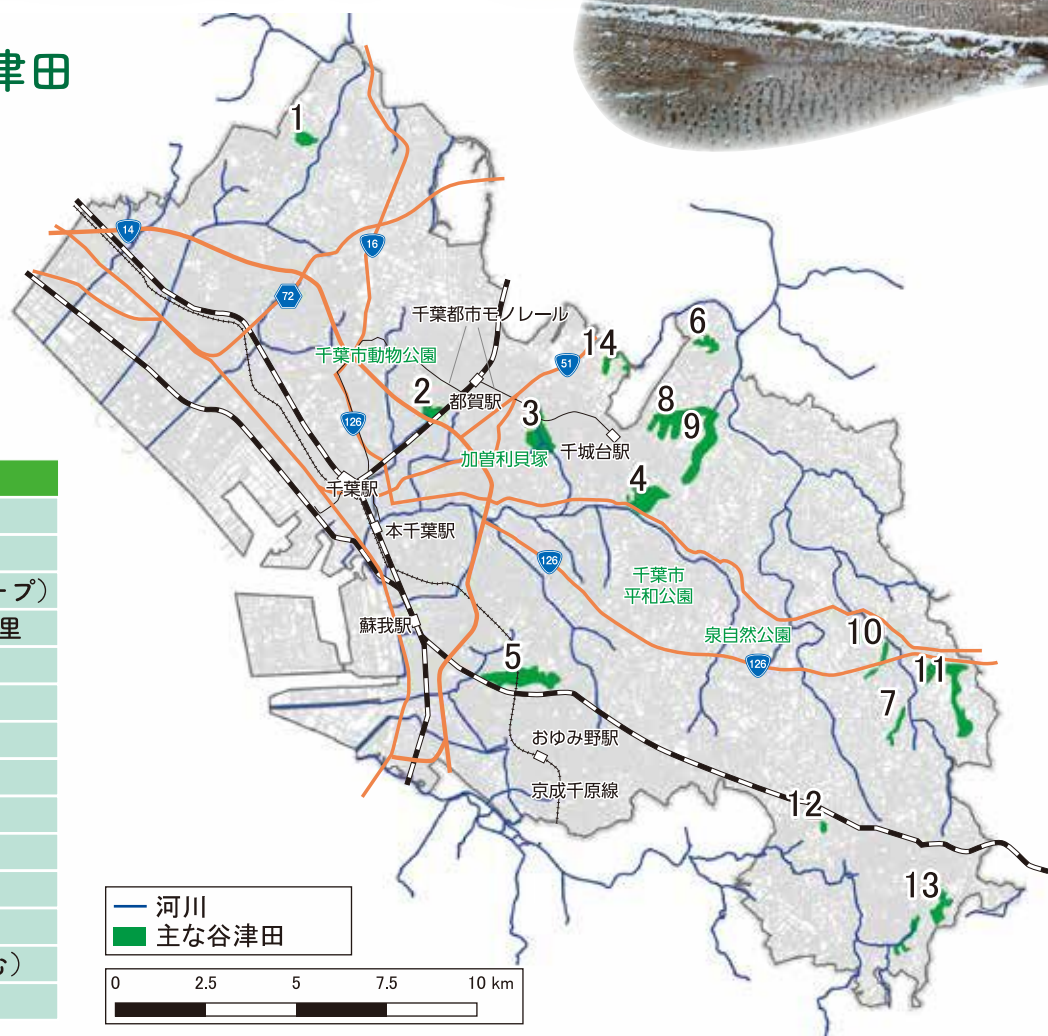 津田
1
14
16
72
千葉都市モノレール
6
千葉市動物公園
51
14
2
都賀駅
3
8
9
126
加曽利貝塚
千城台駅
千葉駅
4
本千葉駅
126
千葉市
平和公園
ープ)
里
蘇我駅
泉自然公園
10
126
5
11
7
おゆみ野駅
京成千原線
12
13
河川
主な谷津田
む)
0 2.5 5 7.5 10 km